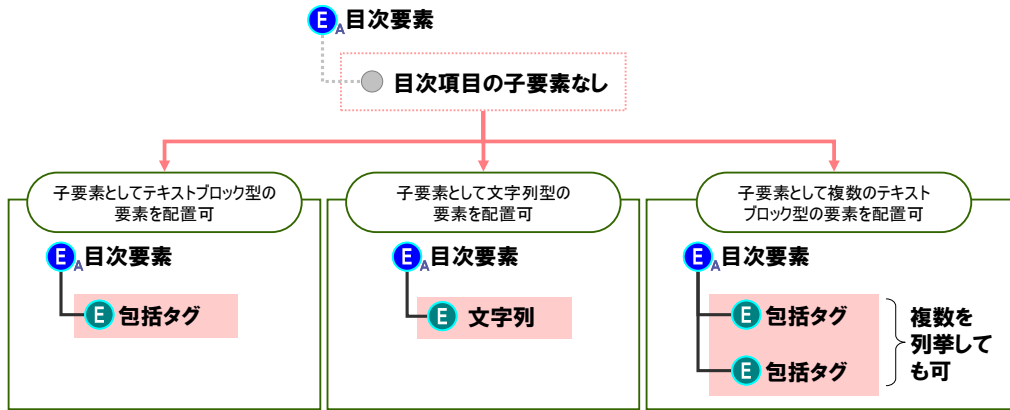 E A 目次要素
目次項目の子要素なし
子要素としてテキストブロック型の
要素を配置可
E A 目次要素
E 包括タグ
子要素として文字列型の
要素を配置可
E A 目次要素
E 文字列
子要素として複数のテキスト
ブロック型の要素を配置可
E A 目次要素
E 包括タグ
E 包括タグ
複数を
列挙して
も可